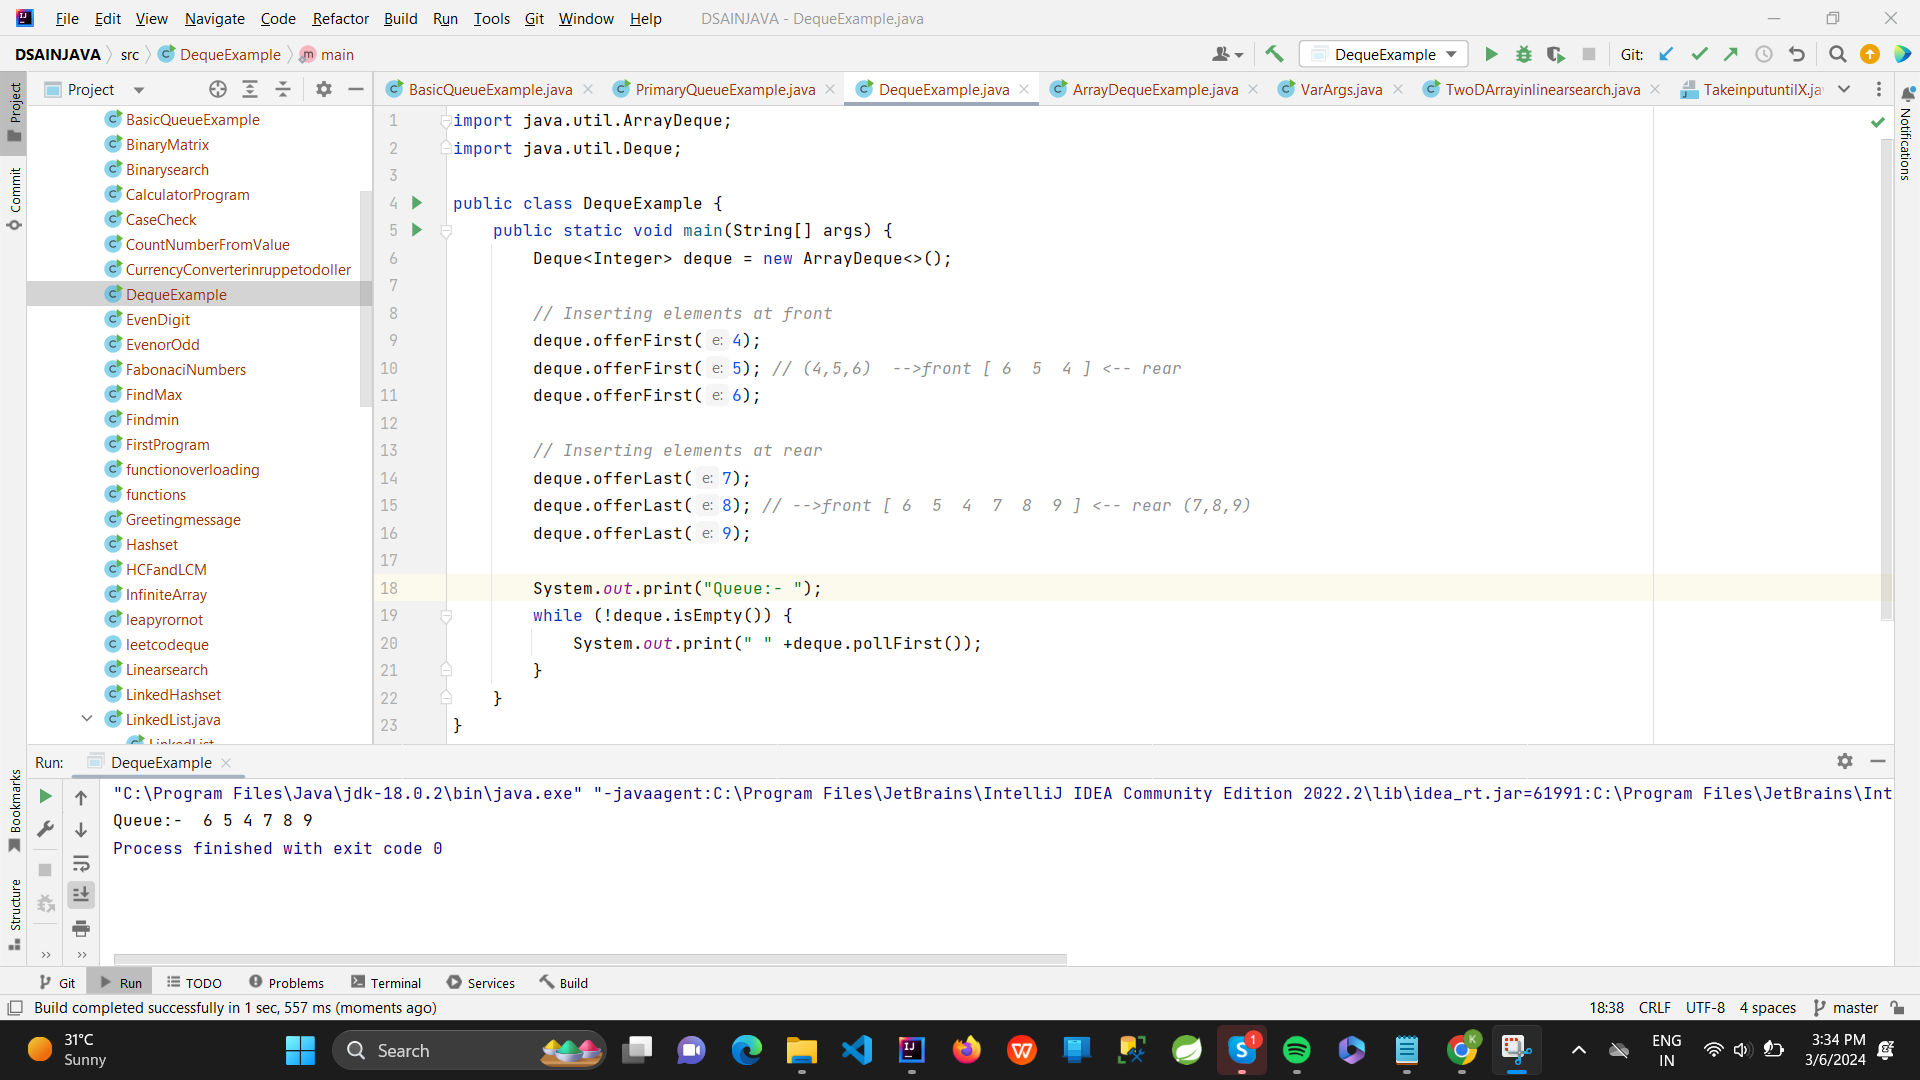 File Edit View Navigate Code Refactor Build Run Tools Git Window Help DSAINJAVA - DequeExample.java
DSAINJAVA src DequeExample main
DequeExample
Git:
Project
BasicQueueExample.java PrimaryQueueExample.java DequeExample.java ArrayDequeExample.java VarArgs.java TwoDArrayinlinearsearch.java TakeinputuntilX.ja
Project
Commit
Bookmarks
Structure
Notifications
BasicQueueExample
BinaryMatrix
Binarysearch
CalculatorProgram
CaseCheck
CountNumberFromValue
CurrencyConverterinruppetodoller
DequeExample
EvenDigit
EvenorOdd
FabonaciNumbers
FindMax
Findmin
FirstProgram
functionoverloading
functions
Greetingmessage
Hashset
HCFandLCM
InfiniteArray
leapyrornot
leetcodeque
Linearsearch
LinkedHashset
LinkedList.java
LinkedList
1 import java.util.ArrayDeque;
2 import java.util.Deque;
3
4 public class DequeExample {
5 public static void main(String[] args) {
6 Deque<Integer> deque = new ArrayDeque<>();
7
8 // Inserting elements at front
9 deque.offerFirst( e: 4);
10 deque.offerFirst( e: 5); // (4,5,6)  -->front [ 6  5  4 ] <-- rear
11 deque.offerFirst( e: 6);
12
13 // Inserting elements at rear
14 deque.offerLast( e: 7);
15 deque.offerLast( e: 8); // -->front [ 6  5  4  7  8  9 ] <-- rear (7,8,9)
16 deque.offerLast( e: 9);
17
18 System.out.print("Queue:- ");
19 while (!deque.isEmpty()) {
20 System.out.print(" " +deque.pollFirst());
21 }
22 }
23 }
Run: DequeExample
"C:\Program Files\Java\jdk-18.0.2\bin\java.exe" "-javaagent:C:\Program Files\JetBrains\IntelliJ IDEA Community Edition 2022.2\lib\idea_rt.jar=61991:C:\Program Files\JetBrains\Int
Queue:-  6 5 4 7 8 9
Process finished with exit code 0
Git Run TODO Problems Terminal Services Build
Build completed successfully in 1 sec, 557 ms (moments ago) 18:38 CRLF UTF-8 4 spaces master
31°C
Sunny
Search
1
K
ENG
IN
3:34 PM
3/6/2024